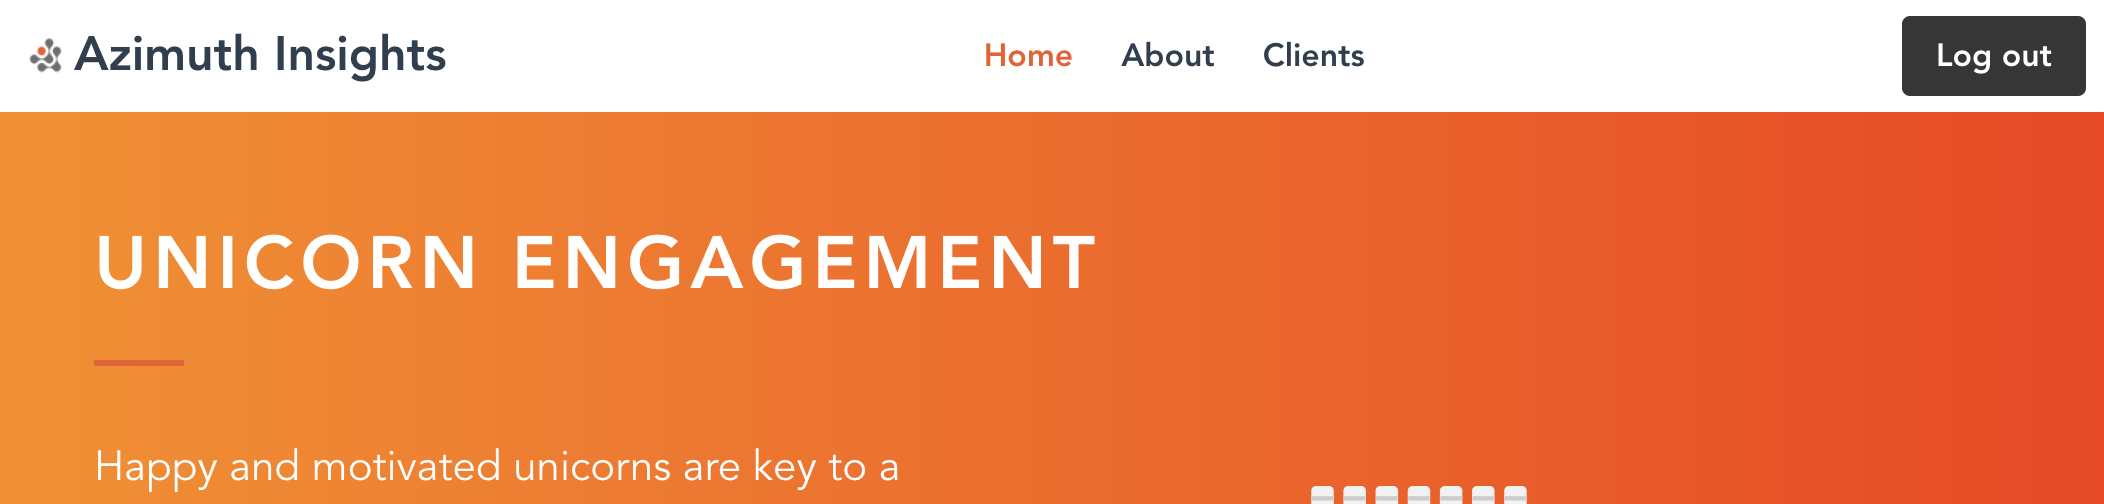 Azimuth Insights
Home About Clients
Log out
UNICORN ENGAGEMENT
Happy and motivated unicorns are key to a